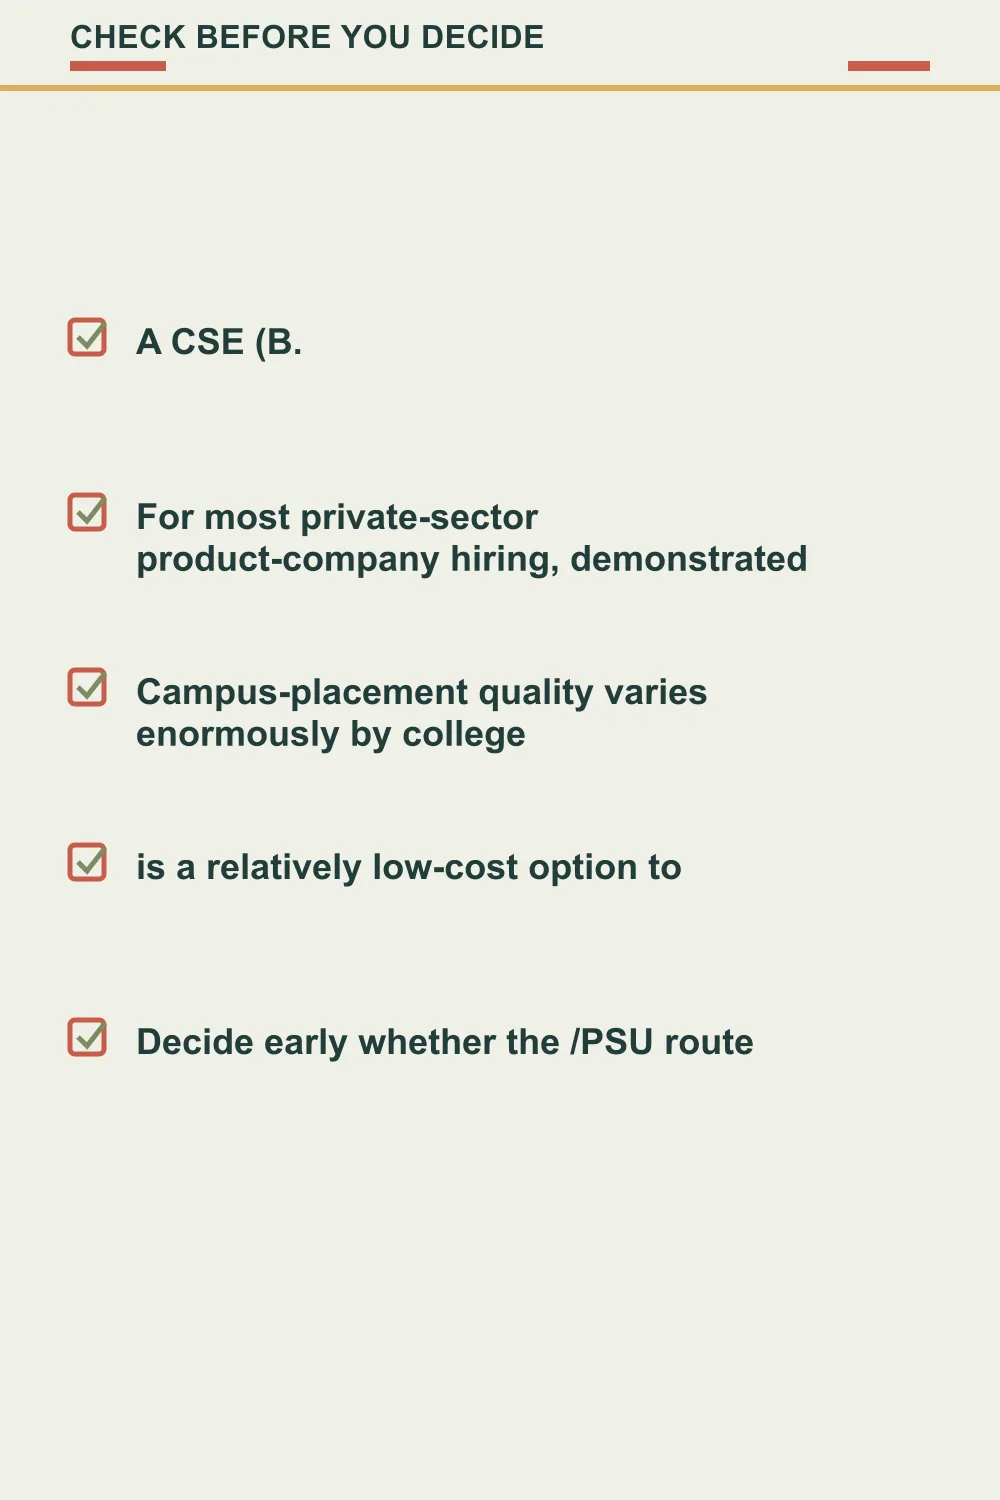 CHECK BEFORE YOU DECIDE
A CSE (B.
For most private-sector
product-company hiring, demonstrated
Campus-placement quality varies
enormously by college
is a relatively low-cost option to
Decide early whether the /PSU route